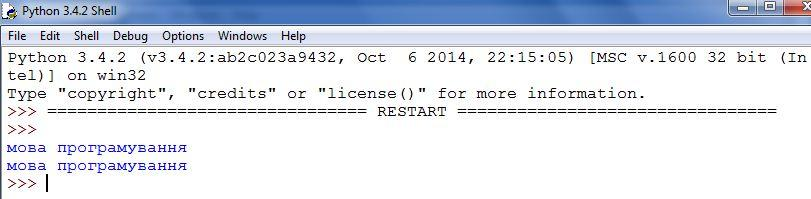 Python 3.4.2 Shell
File Edit Shell Debug Options Windows Help
Python 3.4.2 (v3.4.2:ab2c023a9432, Oct  6 2014, 22:15:05) [MSC v.1600 32 bit (In
tel)] on win32
Type "copyright", "credits" or "license()" for more information.
>>> ================================ RESTART ================================
>>>
мова програмування
мова програмування
>>>